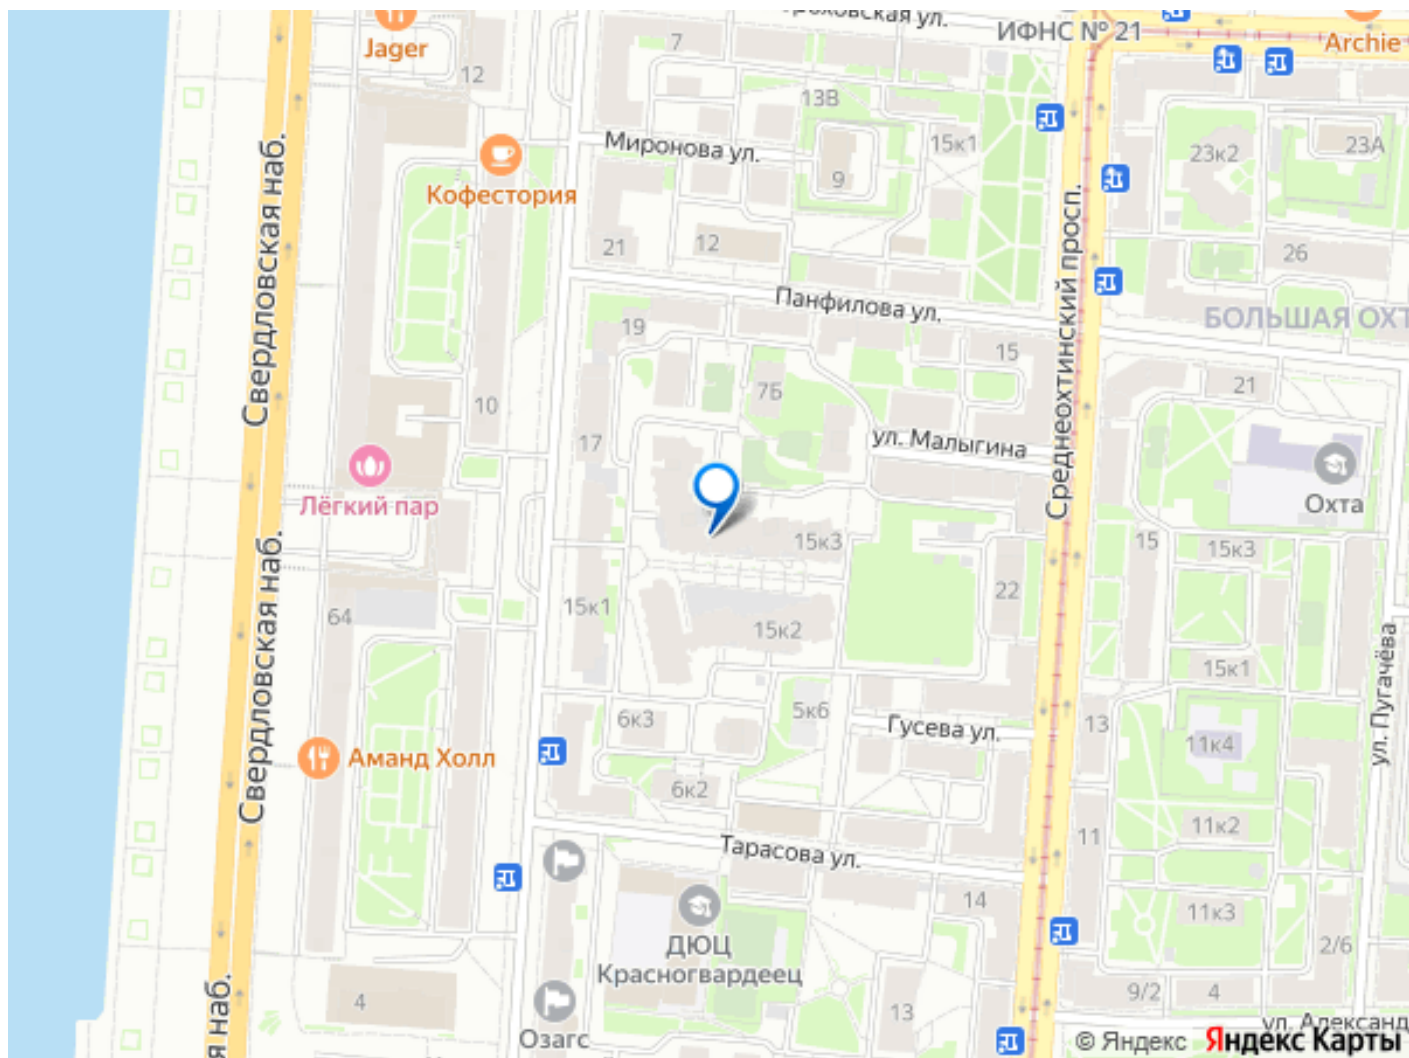 ИФНС № 21
Jager
Archie
7
12
13В
15к1
Миронова ул.
23к2
23А
9
Кофестория
Свердловская наб.
21
12
26
Панфилова ул.
Среднеохтинский просп.
БОЛЬШАЯ ОХТ
19
15
7Б
21
10
17
ул. Малыгина
Лёгкий пар
Охта
15к3
15
15к3
22
15к1
64
15к2
Свердловская наб.
15к1
ул. Пугачёва
6к3
5к6
Гусева ул.
13
11к4
Аманд Холл
6к2
11
11к2
Тарасова ул.
14
11к3
ДЮЦ
Красногвардеец
2/6
4
13
9/2
4
я наб.
Озагс
ул. Александ
© Яндекс Яндекс Карты